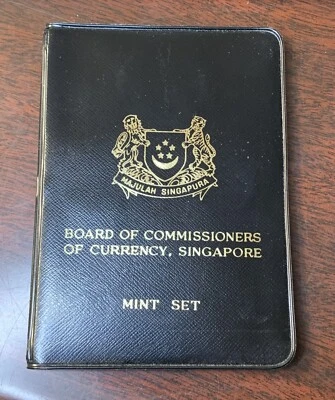 MAJULAH SINGAPURA
BOARD OF COMMISSIONERS
OF CURRENCY, SINGAPORE
MINT SET